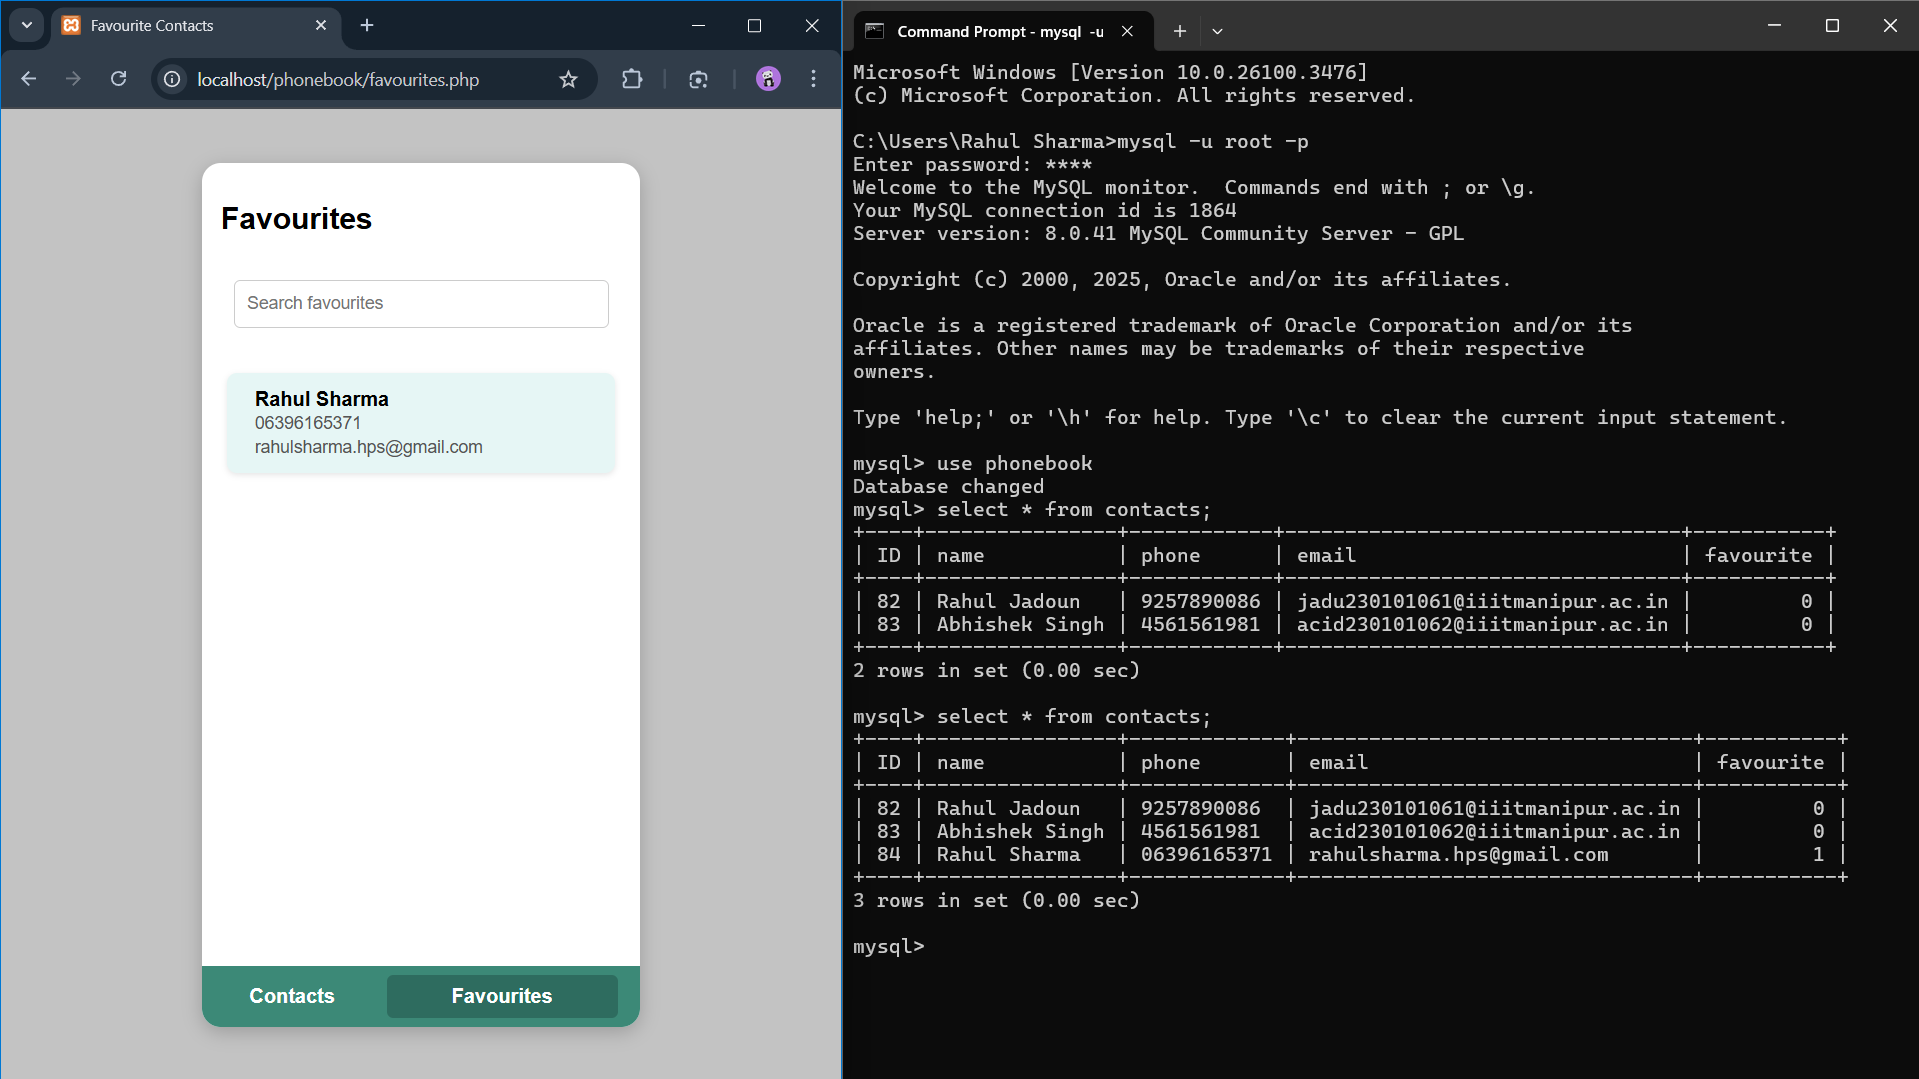 Favourite Contacts
localhost/phonebook/favourites.php
Favourites
Search favourites
Rahul Sharma
06396165371
rahulsharma.hps@gmail.com
Contacts
Favourites
Command Prompt - mysql  -u
Microsoft Windows [Version 10.0.26100.3476]
(c) Microsoft Corporation. All rights reserved.
C:\Users\Rahul Sharma>mysql -u root -p
Enter password: ****
Welcome to the MySQL monitor.  Commands end with ; or \g.
Your MySQL connection id is 1864
Server version: 8.0.41 MySQL Community Server - GPL
Copyright (c) 2000, 2025, Oracle and/or its affiliates.
Oracle is a registered trademark of Oracle Corporation and/or its
affiliates. Other names may be trademarks of their respective
owners.
Type 'help;' or '\h' for help. Type '\c' to clear the current input statement.
mysql> use phonebook
Database changed
mysql> select * from contacts;
+----+----------------+------------+---------------------------------+-----------+
| ID | name           | phone      | email                           | favourite |
+----+----------------+------------+---------------------------------+-----------+
| 82 | Rahul Jadoun   | 9257890086 | jadu230101061@iiitmanipur.ac.in |         0 |
| 83 | Abhishek Singh | 4561561981 | acid230101062@iiitmanipur.ac.in |         0 |
+----+----------------+------------+---------------------------------+-----------+
2 rows in set (0.00 sec)
mysql> select * from contacts;
+----+----------------+-------------+---------------------------------+-----------+
| ID | name           | phone       | email                           | favourite |
+----+----------------+-------------+---------------------------------+-----------+
| 82 | Rahul Jadoun   | 9257890086  | jadu230101061@iiitmanipur.ac.in |         0 |
| 83 | Abhishek Singh | 4561561981  | acid230101062@iiitmanipur.ac.in |         0 |
| 84 | Rahul Sharma   | 06396165371 | rahulsharma.hps@gmail.com       |         1 |
+----+----------------+-------------+---------------------------------+-----------+
3 rows in set (0.00 sec)
mysql>